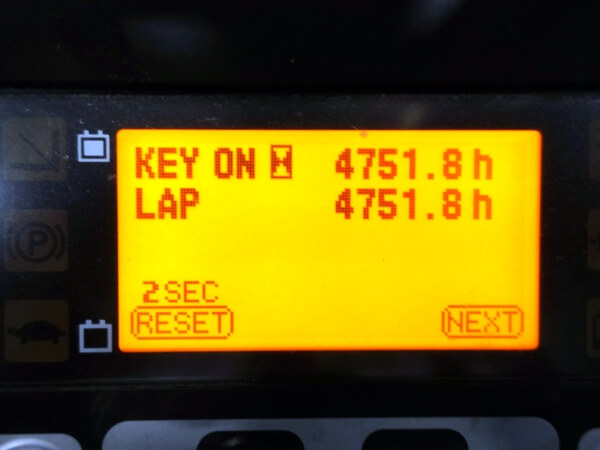 KEY ON 4751.8h
LAP 4751.8h
2SEC
RESET NEXT
P